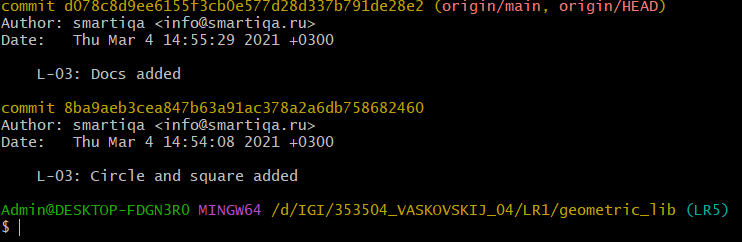 commit d078c8d9ee6155f3cb0e577d28d337b791de28e2 (origin/main, origin/HEAD)
Author: smartiqa <info@smartiqa.ru>
Date:   Thu Mar 4 14:55:29 2021 +0300
L-03: Docs added
commit 8ba9aeb3cea847b63a91ac378a2a6db758682460
Author: smartiqa <info@smartiqa.ru>
Date:   Thu Mar 4 14:54:08 2021 +0300
L-03: Circle and square added
Admin@DESKTOP-FDGN3R0 MINGW64 /d/IGI/353504_VASKOVSKIJ_04/LR1/geometric_lib (LR5)
$